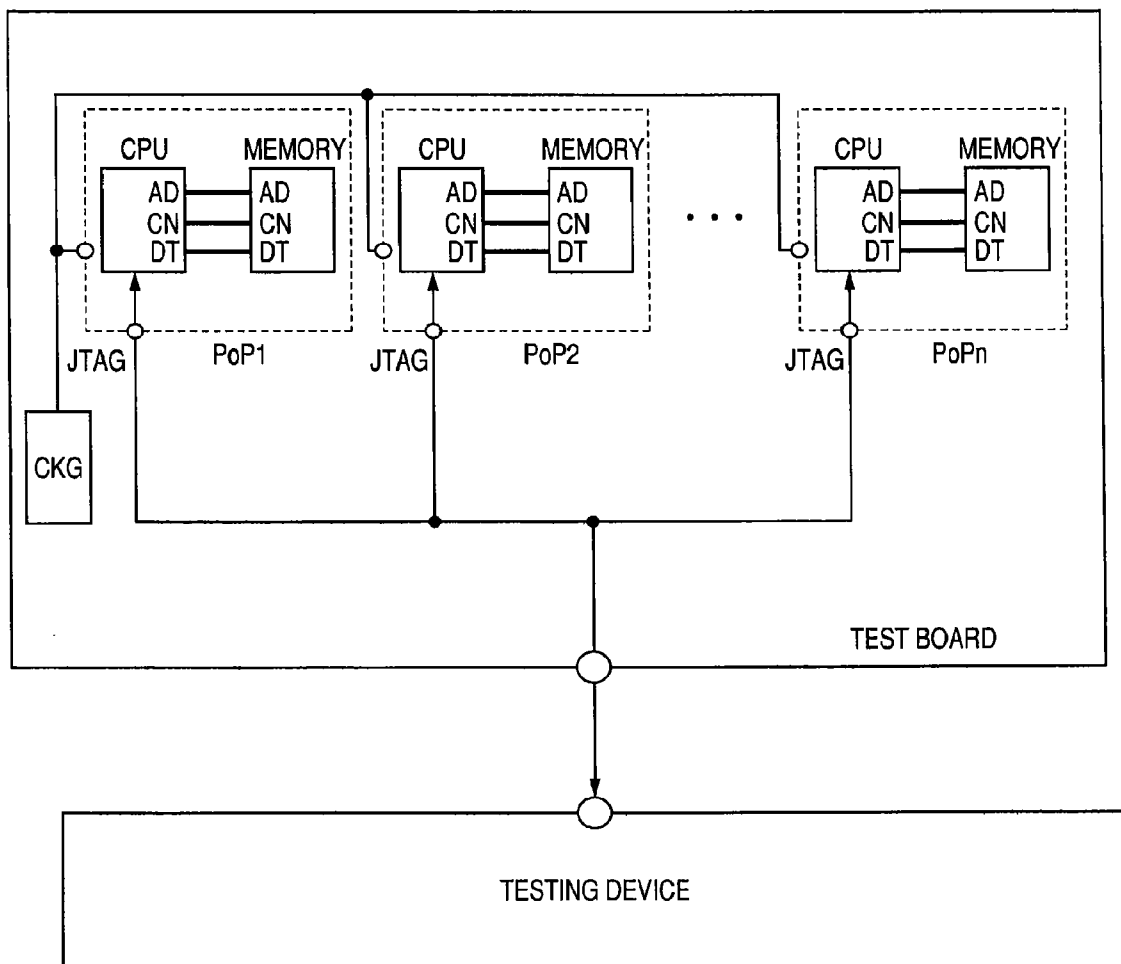 CPU MEMORY CPU MEMORY CPU MEMORY
AD AD AD AD AD AD
CN CN CN CN CN CN
DT DT DT DT DT DT
. . .
JTAG PoP1 JTAG PoP2 JTAG PoPn
CKG
TEST BOARD
TESTING DEVICE